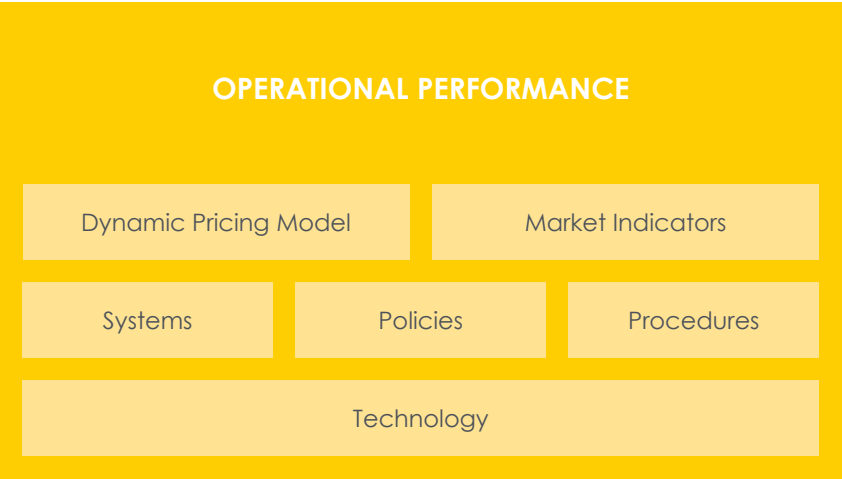 OPERATIONAL PERFORMANCE
Dynamic Pricing Model
Market Indicators
Systems
Policies
Procedures
Technology